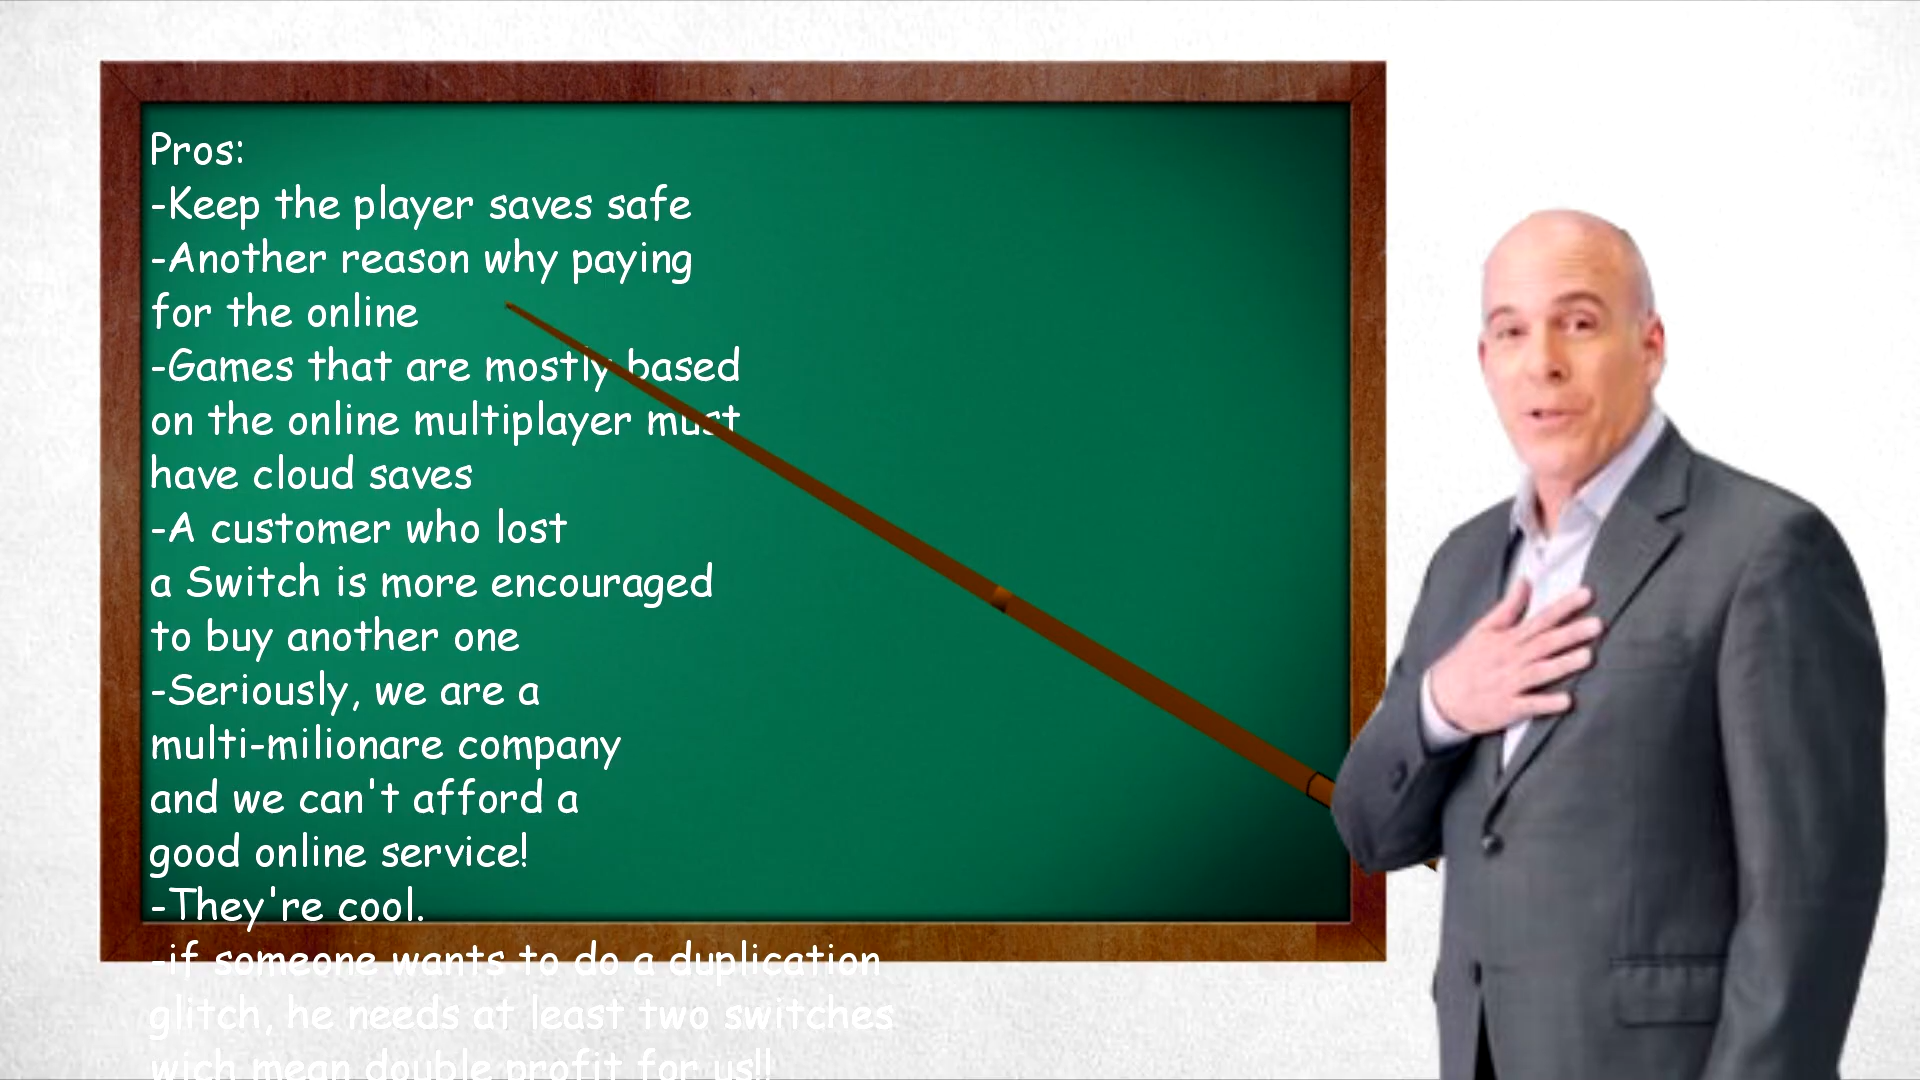 Pros:
-Keep the player saves safe
-Another reason why paying
for the online
-Games that are mostly based
on the online multiplayer must
have cloud saves
-A customer who lost
a Switch is more encouraged
to buy another one
-Seriously, we are a
multi-milionare company
and we can't afford a
good online service!
-They're cool.
-if someone wants to do a duplication
glitch, he needs at least two switches
wich mean double profit for us!!